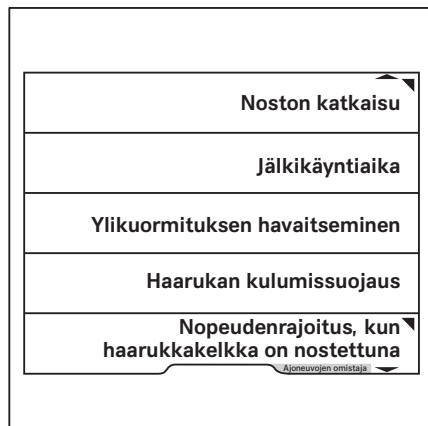 Noston katkaisu
Jälkikäyntiaika
Ylikuormituksen havaitseminen
Haarukan kulumissuojaus
Nopeudenrajoitus, kun
haarukkakelkka on nostettuna
Ajoneuvojen omistaja